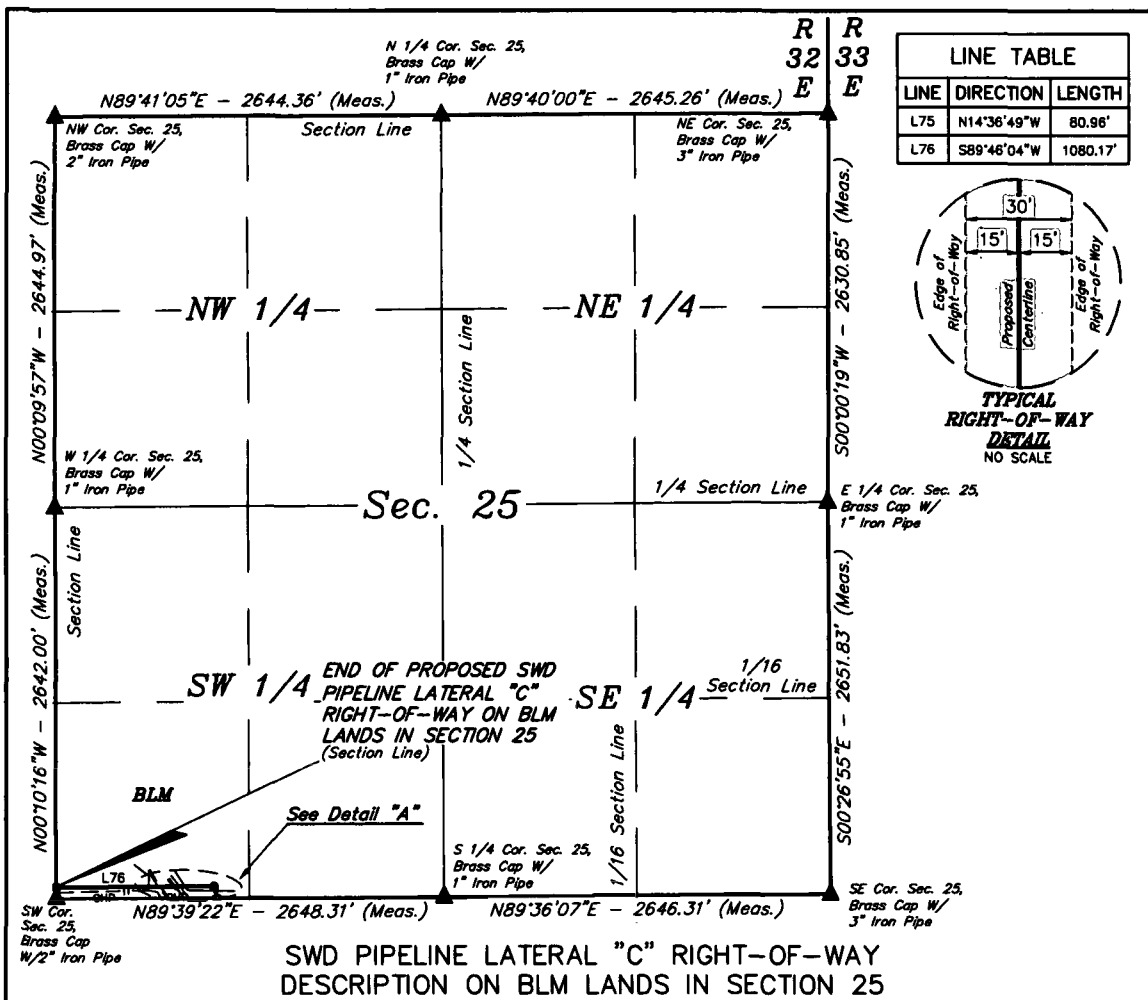 R R
32 33
E E
N 1/4 Cor. Sec. 25,
Brass Cap W/
1" Iron Pipe
N89°41'05"E - 2644.36' (Meas.)
N89°40'00"E - 2645.26' (Meas.)
Section Line
NW Cor. Sec. 25,
Brass Cap W/
2" Iron Pipe
NE Cor. Sec. 25,
Brass Cap W/
3" Iron Pipe
LINE TABLE
LINE DIRECTION LENGTH
L75 N14°36'49"W 80.96'
L76 S89°46'04"W 1080.17'
30'
15' 15'
Edge of
Right-of-Way
Proposed
Centerline
Edge of
Right-of-Way
TYPICAL
RIGHT-OF-WAY
DETAIL
NO SCALE
N00°09'57"W - 2644.97' (Meas.)
NW 1/4
NE 1/4
S00°00'19"W - 2630.85' (Meas.)
1/4 Section Line
W 1/4 Cor. Sec. 25,
Brass Cap W/
1" Iron Pipe
Sec. 25
1/4 Section Line
E 1/4 Cor. Sec. 25,
Brass Cap W/
1" Iron Pipe
Section Line
N00°10'16"W - 2642.00' (Meas.)
SW 1/4
END OF PROPOSED SWD
PIPELINE LATERAL "C"
RIGHT-OF-WAY ON BLM
LANDS IN SECTION 25
(Section Line)
SE 1/4
1/16
Section Line
1/16 Section Line
S00°26'55"E - 2651.83' (Meas.)
BLM
See Detail "A"
L76
S 1/4 Cor. Sec. 25,
Brass Cap W/
1" Iron Pipe
SW Cor.
Sec. 25,
Brass Cap
W/2" Iron Pipe
N89°39'22"E - 2648.31' (Meas.)
N89°36'07"E - 2646.31' (Meas.)
SE Cor. Sec. 25,
Brass Cap W/
3" Iron Pipe
SWD PIPELINE LATERAL "C" RIGHT-OF-WAY
DESCRIPTION ON BLM LANDS IN SECTION 25